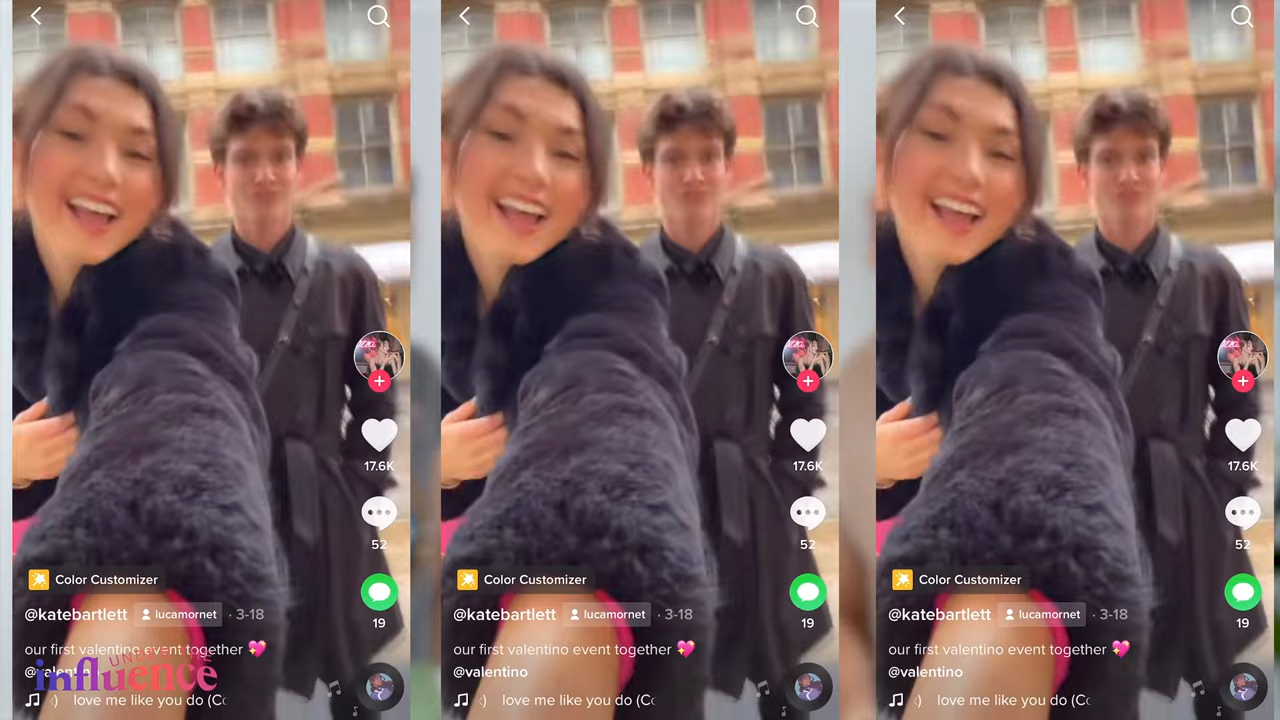 17.6K
52
Color Customizer
@katebartlett lucamornet · 3-18
19
our first valentino event together 💖
@valentino
influence
:) love me like you do (Co
17.6K
52
Color Customizer
@katebartlett lucamornet · 3-18
19
our first valentino event together 💖
@valentino
:) love me like you do (Co
17.6K
52
Color Customizer
@katebartlett lucamornet · 3-18
19
our first valentino event together 💖
@valentino
:) love me like you do (Co